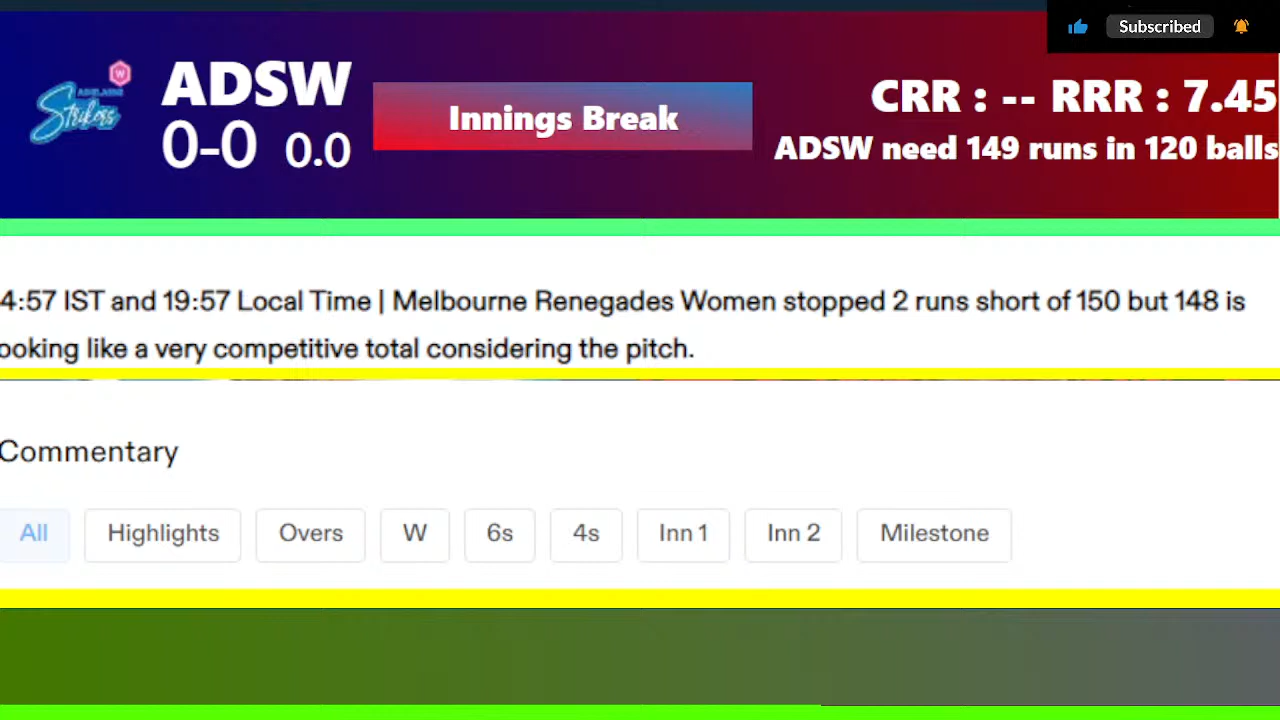 Subscribed
ADELAIDE
Strikers
W
ADSW
0-0 0.0
Innings Break
CRR : -- RRR : 7.45
ADSW need 149 runs in 120 balls
4:57 IST and 19:57 Local Time | Melbourne Renegades Women stopped 2 runs short of 150 but 148 is
ooking like a very competitive total considering the pitch.
Commentary
All Highlights Overs W 6s 4s Inn 1 Inn 2 Milestone